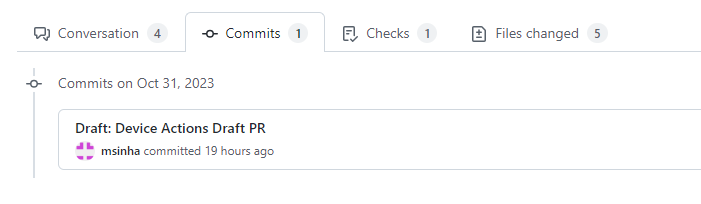 Conversation 4 Commits 1 Checks 1 Files changed 5
Commits on Oct 31, 2023
Draft: Device Actions Draft PR
msinha committed 19 hours ago